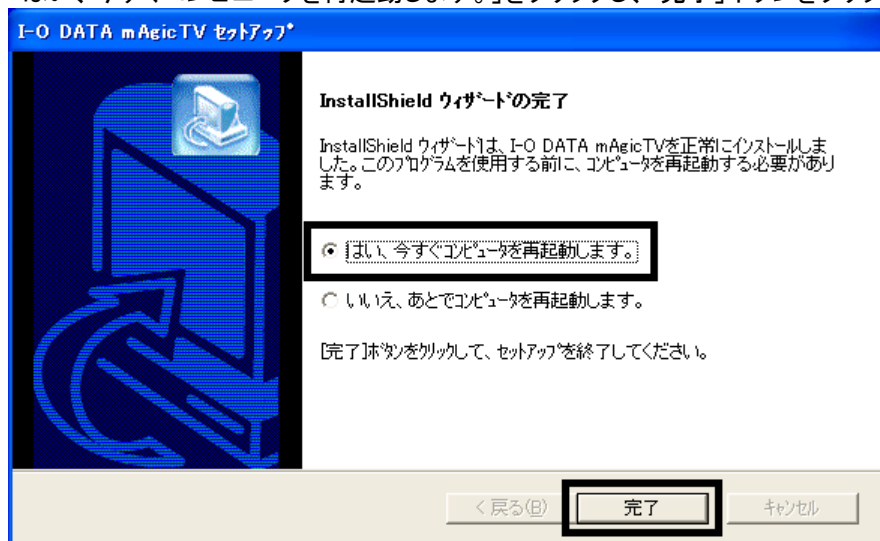 I-O DATA mAgicTV ｾｯﾄｱｯﾌﾟ
InstallShield ｳｨｻﾞｰﾄﾞの完了
InstallShield ｳｨｻﾞｰﾄﾞは、I-O DATA mAgicTVを正常にｲﾝｽﾄｰﾙしま
した。このﾌﾟﾛｸﾞﾗﾑを使用する前に、ｺﾝﾋﾟｭｰﾀを再起動する必要があり
ます。
はい、今すぐｺﾝﾋﾟｭｰﾀを再起動します。
いいえ、あとでｺﾝﾋﾟｭｰﾀを再起動します。
[完了]ﾎﾞﾀﾝをｸﾘｯｸして、ｾｯﾄｱｯﾌﾟを終了してください。
< 戻る(B)
完了
ｷｬﾝｾﾙ